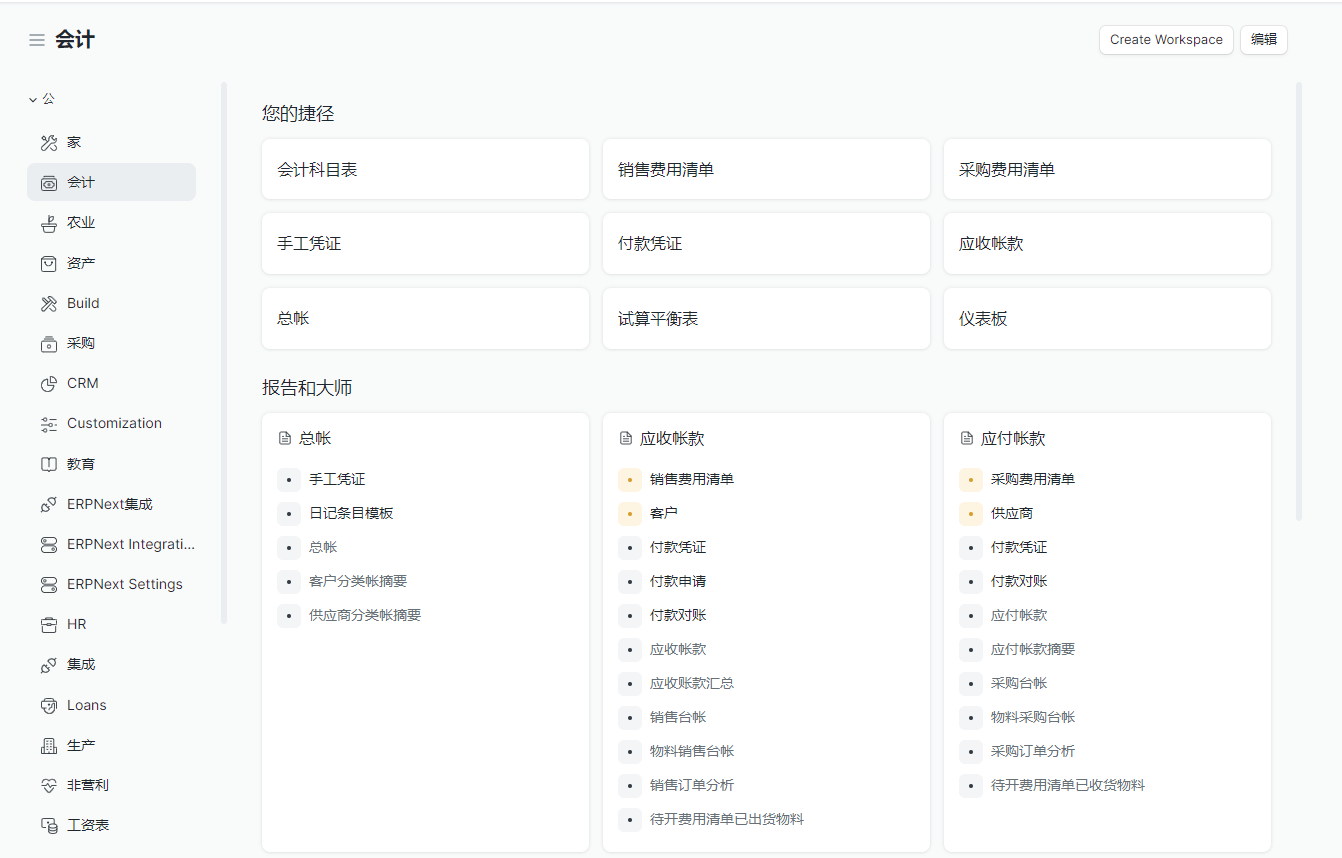 会计
Create Workspace
编辑
公
家
会计
农业
资产
Build
采购
CRM
Customization
教育
ERPNext集成
ERPNext Integrati...
ERPNext Settings
HR
集成
Loans
生产
非营利
工资表
您的捷径
会计科目表
销售费用清单
采购费用清单
手工凭证
付款凭证
应收帐款
总帐
试算平衡表
仪表板
报告和大师
总帐
手工凭证
日记条目模板
总帐
客户分类帐摘要
供应商分类帐摘要
应收帐款
销售费用清单
客户
付款凭证
付款申请
付款对账
应收帐款
应收账款汇总
销售台帐
物料销售台帐
销售订单分析
待开费用清单已出货物料
应付帐款
采购费用清单
供应商
付款凭证
付款对账
应付帐款
应付帐款摘要
采购台帐
物料采购台帐
采购订单分析
待开费用清单已收货物料